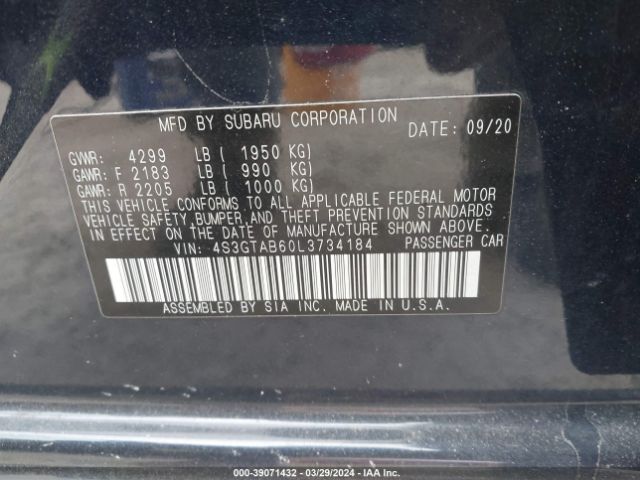 MFD BY SUBARU CORPORATION DATE: 09/20
GVWR: 4299 LB ( 1950 KG)
GAWR: F 2183 LB ( 990 KG)
GAWR: R 2205 LB ( 1000 KG)
THIS VEHICLE CONFORMS TO ALL APPLICABLE FEDERAL MOTOR
VEHICLE SAFETY,BUMPER,AND THEFT PREVENTION STANDARDS
IN EFFECT ON THE DATE OF MANUFACTURE SHOWN ABOVE.
VIN: 4S3GTAB60L3734184 PASSENGER CAR
ASSEMBLED BY SIA INC. MADE IN U.S.A.
000-39071432 - 03/29/2024 - IAA